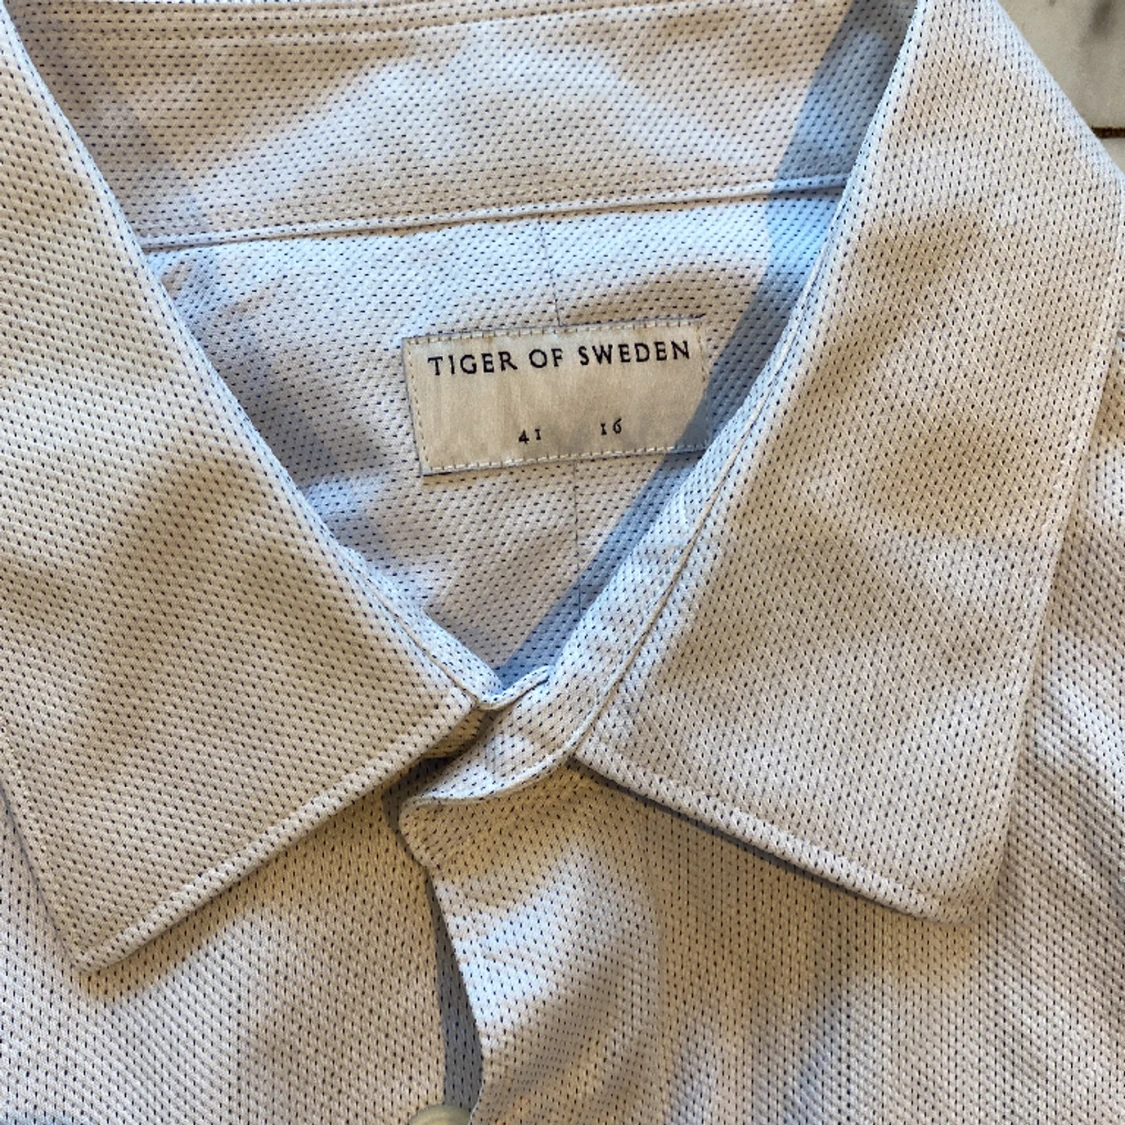 TIGER OF SWEDEN
41 16